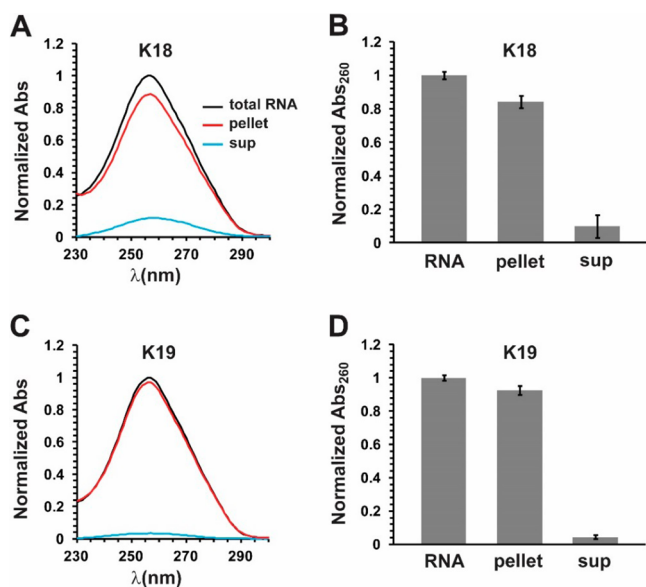 A
K18
1.2
1
0.8
0.6
0.4
0.2
0
Normalized Abs
total RNA
pellet
sup
230 250 270 290
λ(nm)
B
K18
1.2
1
0.8
0.6
0.4
0.2
0
Normalized Abs260
RNA pellet sup
C
K19
1.2
1
0.8
0.6
0.4
0.2
0
Normalized Abs
230 250 270 290
λ(nm)
D
K19
1.2
1
0.8
0.6
0.4
0.2
0
Normalized Abs260
RNA pellet sup